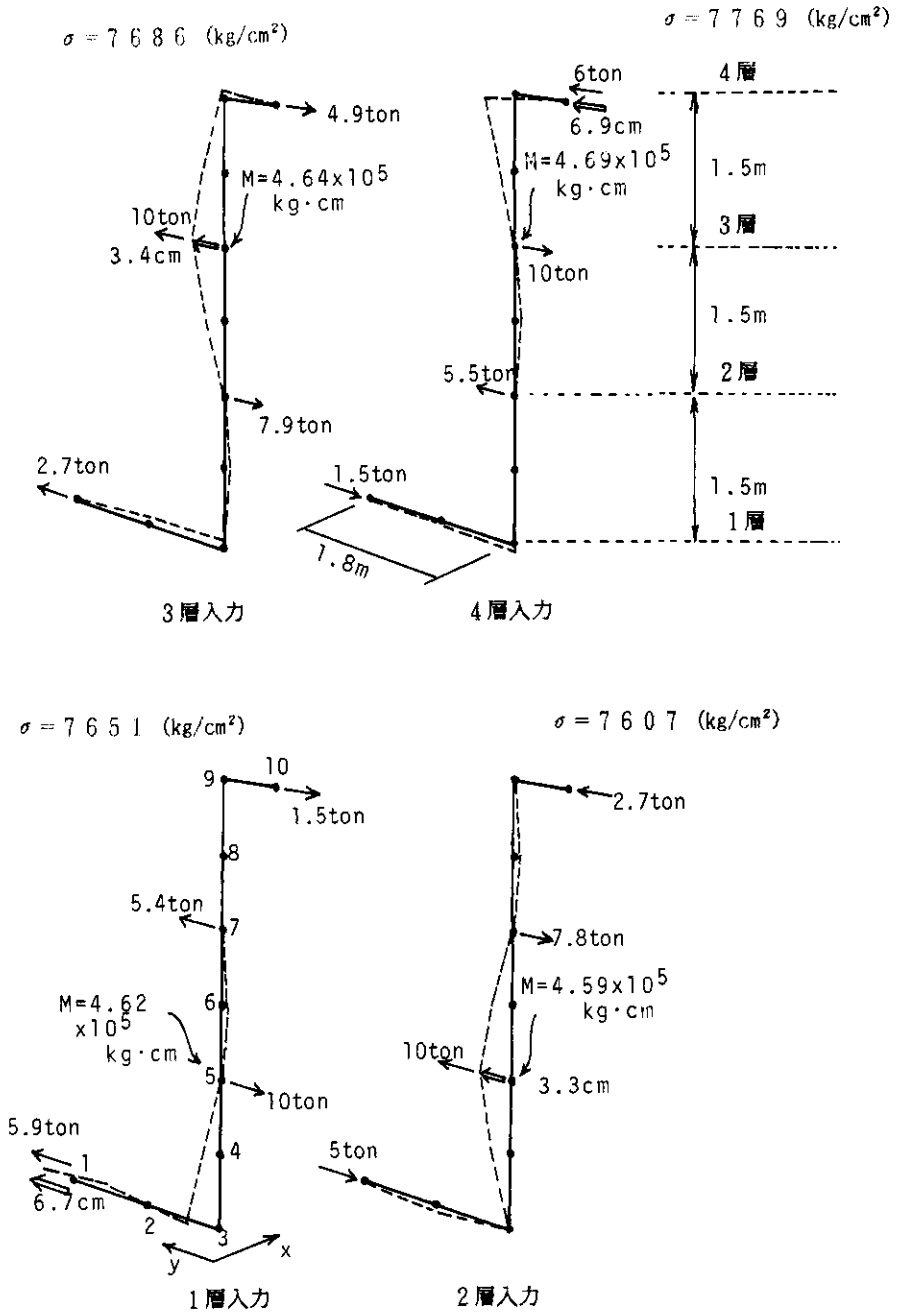 σ = 7 6 8 6 (kg/cm²)
4.9ton
M=4.64x10⁵
kg·cm
10ton
3.4cm
7.9ton
2.7ton
3層入力
σ = 7 7 6 9 (kg/cm²)
6ton
6.9cm
M=4.69x10⁵
kg·cm
10ton
5.5ton
1.5ton
1.8m
4層
1.5m
3層
1.5m
2層
1.5m
1層
4層入力
σ = 7 6 5 1 (kg/cm²)
9
10
1.5ton
8
5.4ton
7
M=4.62
x10⁵
kg·cm
6
5
10ton
5.9ton
1
4
6.7cm
2
3
y
x
1層入力
σ = 7 6 0 7 (kg/cm²)
2.7ton
7.8ton
M=4.59x10⁵
kg·cm
10ton
3.3cm
5ton
2層入力